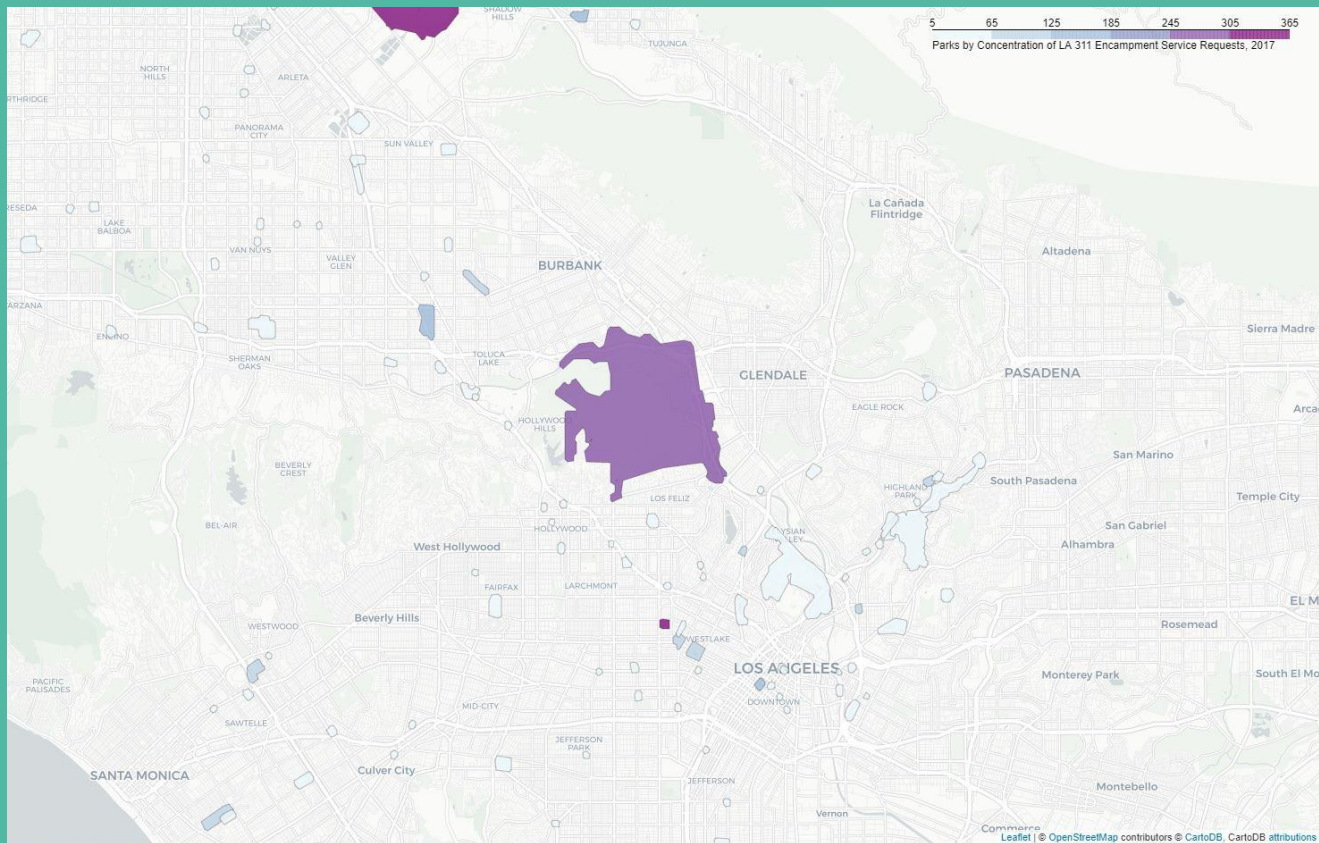 SHADOW
HILLS
5 65 125 185 245 305 365
Parks by Concentration of LA 311 Encampment Service Requests, 2017
TUJUNGA
NORTH
HILLS
ARLETA
RTHRIDGE
PANORAMA
CITY
SUN VALLEY
La Cañada
Flintridge
RESEDA
LAKE
BALBOA
VAN NUYS
VALLEY
GLEN
BURBANK
Altadena
TARZANA
ENCINO
SHERMAN
OAKS
TOLUCA
LAKE
GLENDALE
PASADENA
Sierra Madre
EAGLE ROCK
Arca
HOLLYWOOD
HILLS
BEVERLY
CREST
San Marino
BEL-AIR
LOS FELIZ
HIGHLAND
PARK
South Pasadena
Temple City
HOLLYWOOD
YSIAN
LLEY
San Gabriel
Alhambra
West Hollywood
FAIRFAX
LARCHMONT
EL M
Beverly Hills
WESTWOOD
WESTLAKE
Rosemead
LOS ANGELES
Monterey Park
South El Mo
PACIFIC
PALISADES
MID-CITY
DOWNTOWN
SAWTELLE
JEFFERSON
PARK
SANTA MONICA
Culver City
JEFFERSON
Montebello
Vernon
Commerce
Leaflet | © OpenStreetMap contributors © CartoDB, CartoDB attributions